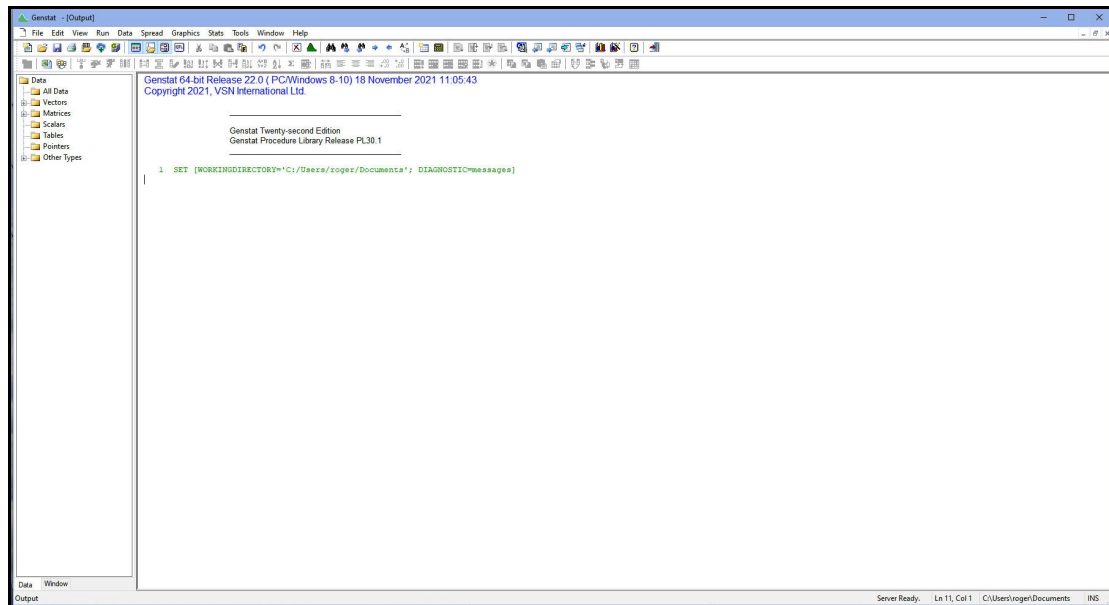 Genstat - [Output]
File Edit View Run Data Spread Graphics Stats Tools Window Help
Data
All Data
Vectors
Matrices
Scalars
Tables
Pointers
Other Types
Genstat 64-bit Release 22.0 ( PC/Windows 8-10) 18 November 2021 11:05:43
Copyright 2021, VSN International Ltd.
Genstat Twenty-second Edition
Genstat Procedure Library Release PL30.1
1 SET [WORKINGDIRECTORY='C:/Users/roger/Documents'; DIAGNOSTIC=messages]
Data Window
Output Server Ready. Ln 11, Col 1 C:\Users\roger\Documents INS